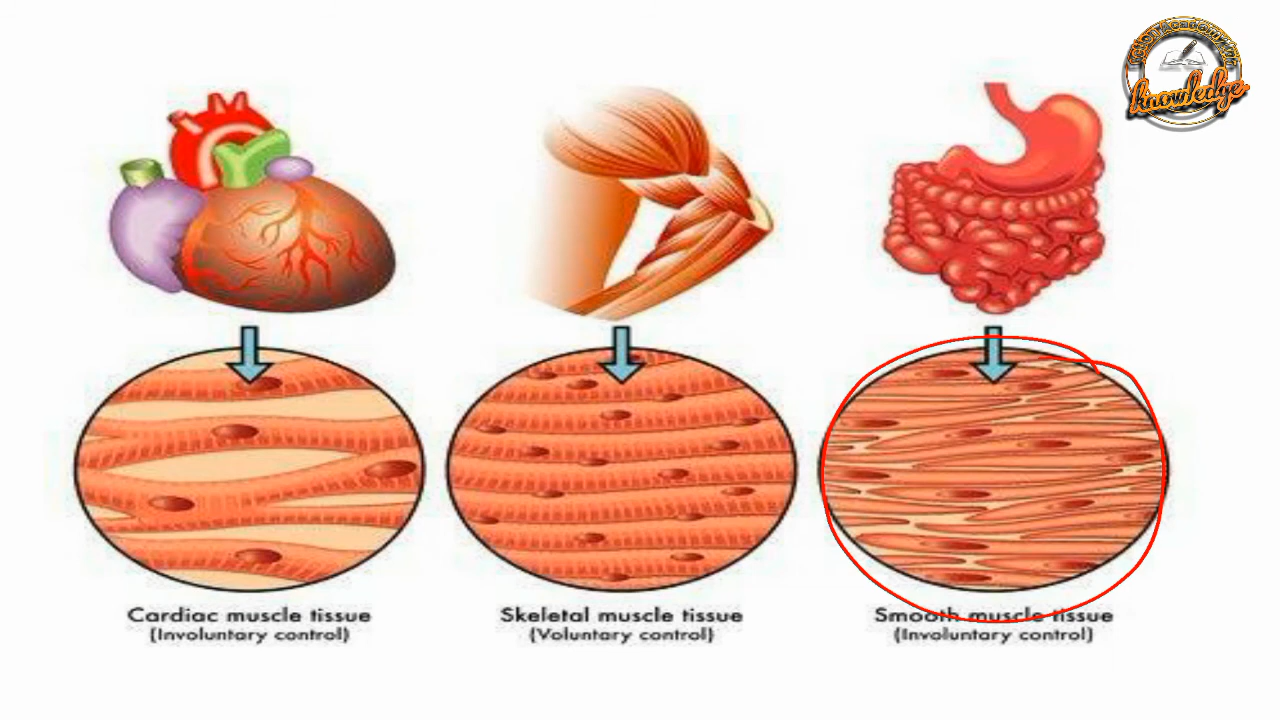 knowledge
Cardiac muscle tissue
(Involuntary control)
Skeletal muscle tissue
(Voluntary control)
Smooth muscle tissue
(Involuntary control)